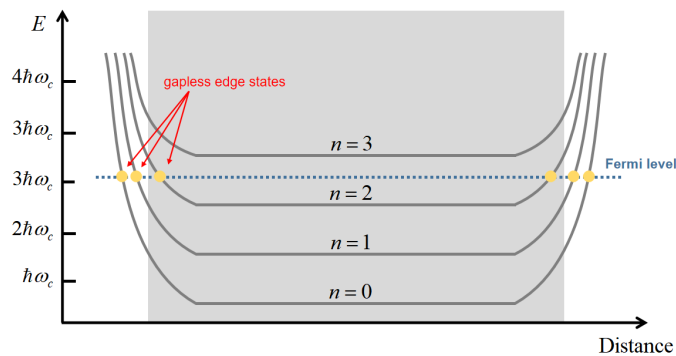 E
gapless edge states
4ħω_c
3ħω_c
n = 3
Fermi level
3ħω_c
n = 2
2ħω_c
n = 1
ħω_c
n = 0
Distance